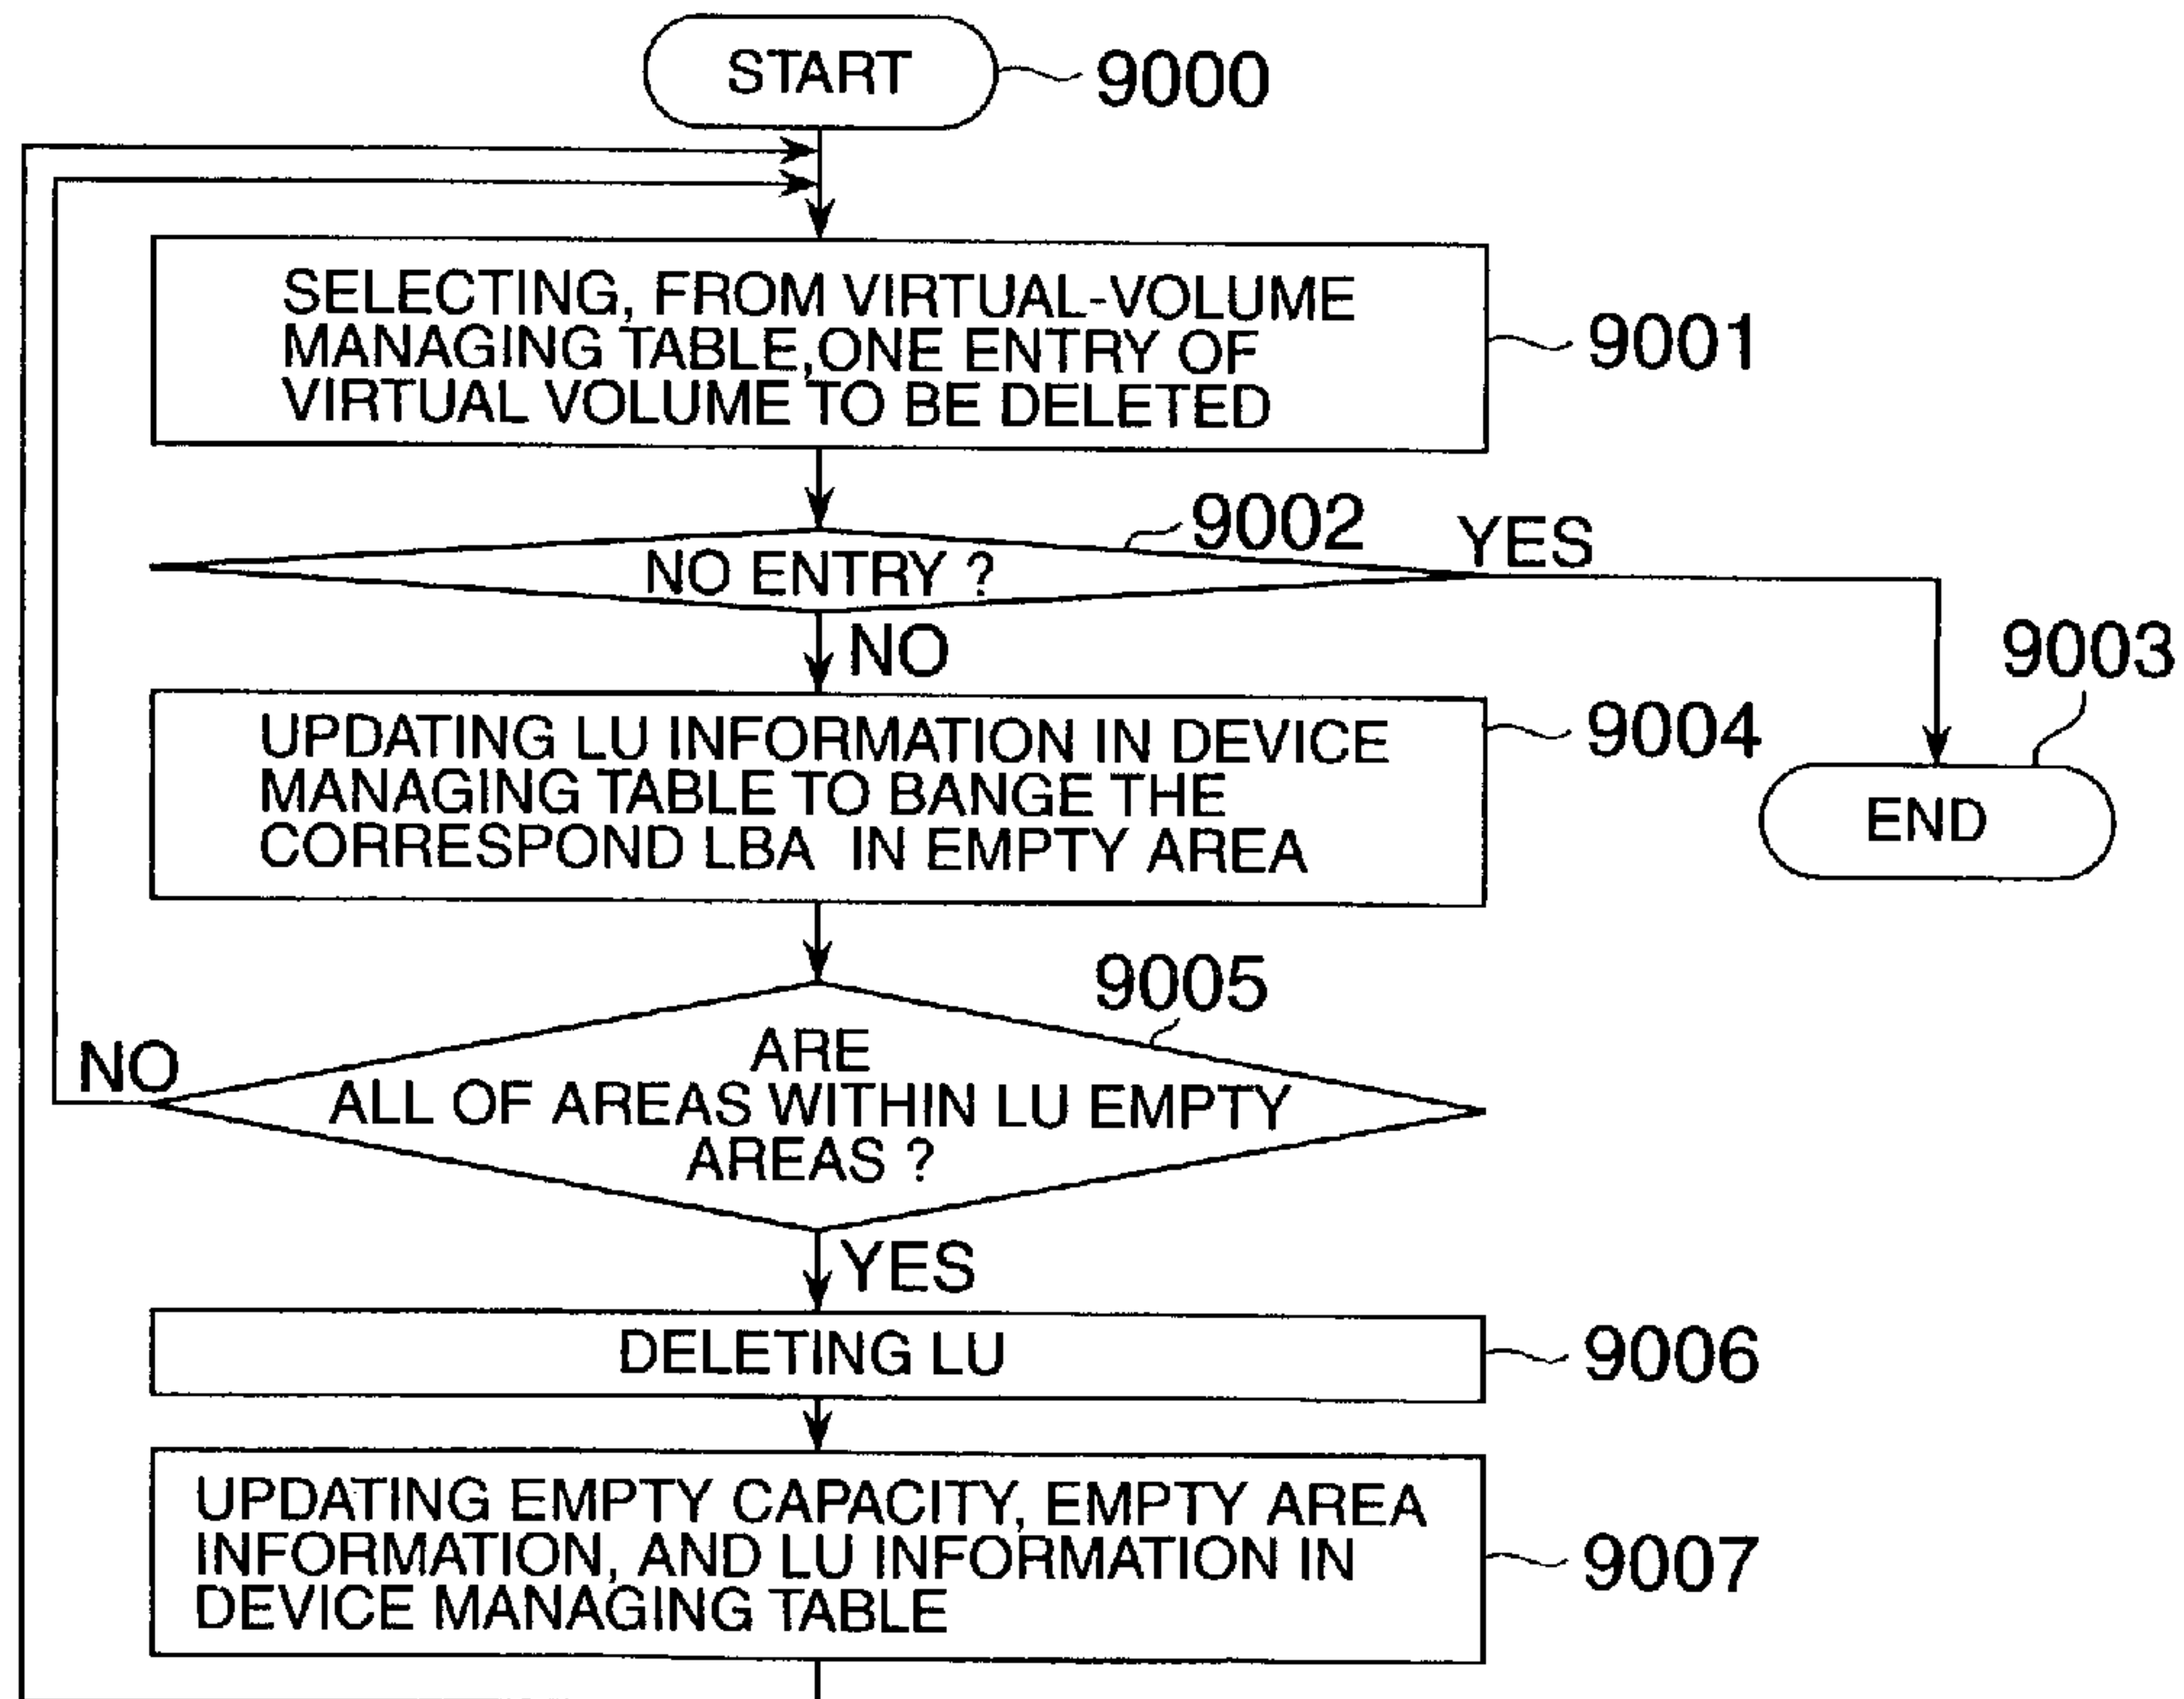 START
9000
SELECTING, FROM VIRTUAL-VOLUME
MANAGING TABLE,ONE ENTRY OF
VIRTUAL VOLUME TO BE DELETED
9001
9002
NO ENTRY ?
YES
NO
9003
END
UPDATING LU INFORMATION IN DEVICE
MANAGING TABLE TO BANGE THE
CORRESPOND LBA IN EMPTY AREA
9004
9005
ARE
ALL OF AREAS WITHIN LU EMPTY
AREAS ?
NO
YES
DELETING LU
9006
UPDATING EMPTY CAPACITY, EMPTY AREA
INFORMATION, AND LU INFORMATION IN
DEVICE MANAGING TABLE
9007